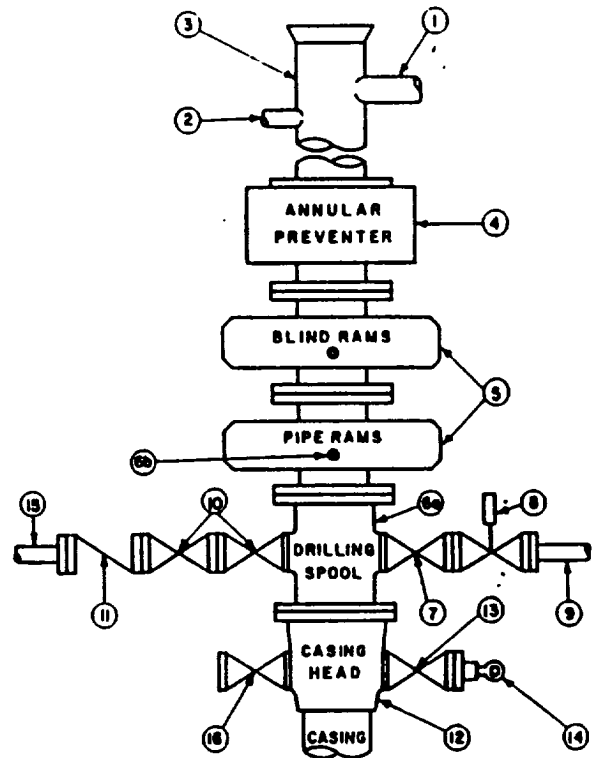 1
3
2
ANNULAR
PREVENTER
4
BLIND RAMS
5
PIPE RAMS
6b
10
6a
8
15
DRILLING
SPOOL
11
7
9
13
CASING
HEAD
16
12
14
CASING